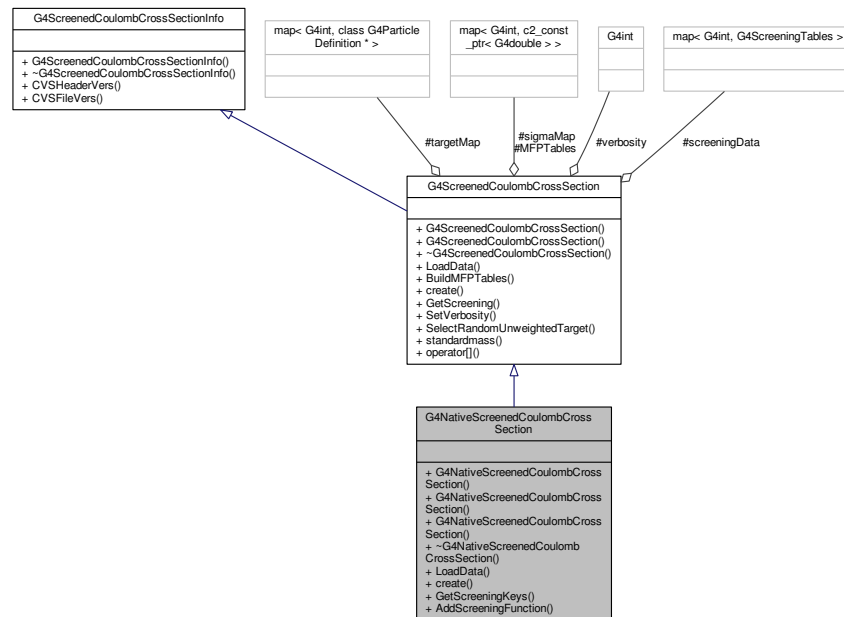 G4ScreenedCoulombCrossSectionInfo
+ G4ScreenedCoulombCrossSectionInfo()
+ ~G4ScreenedCoulombCrossSectionInfo()
+ CVSHeaderVers()
+ CVSFileVers()
map< G4int, class G4Particle
Definition * >
map< G4int, c2_const
_ptr< G4double > >
G4int
map< G4int, G4ScreeningTables >
#targetMap
#sigmaMap
#MFPTables
#verbosity
#screeningData
G4ScreenedCoulombCrossSection
+ G4ScreenedCoulombCrossSection()
+ G4ScreenedCoulombCrossSection()
+ ~G4ScreenedCoulombCrossSection()
+ LoadData()
+ BuildMFPTables()
+ create()
+ GetScreening()
+ SetVerbosity()
+ SelectRandomUnweightedTarget()
+ standardmass()
+ operator[]()
G4NativeScreenedCoulombCross
Section
+ G4NativeScreenedCoulombCross
Section()
+ G4NativeScreenedCoulombCross
Section()
+ G4NativeScreenedCoulombCross
Section()
+ ~G4NativeScreenedCoulomb
CrossSection()
+ LoadData()
+ create()
+ GetScreeningKeys()
+ AddScreeningFunction()